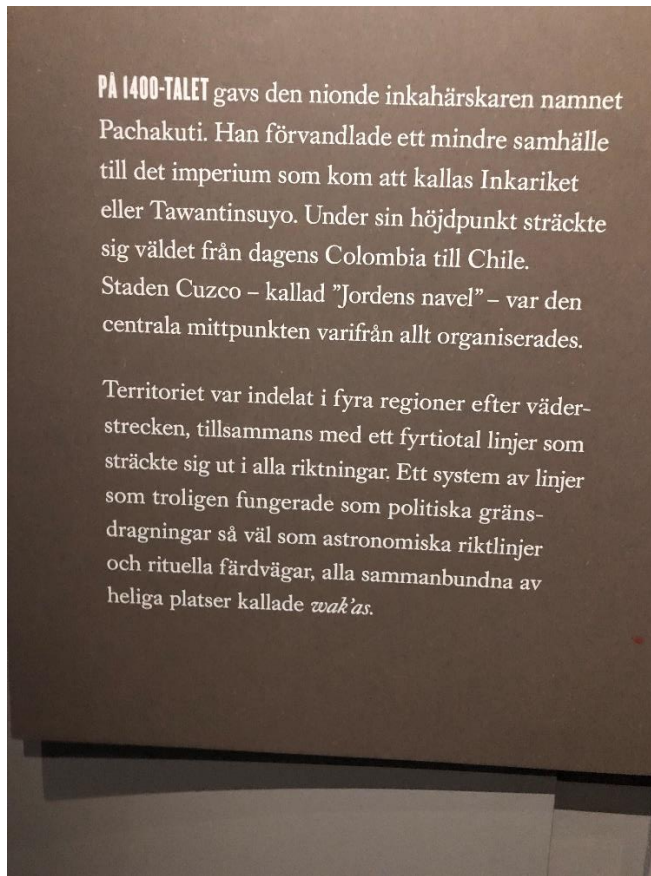 PÅ 1400-TALET gavs den nionde inkahärskaren namnet
Pachakuti. Han förvandlade ett mindre samhälle
till det imperium som kom att kallas Inkariket
eller Tawantinsuyo. Under sin höjdpunkt sträckte
sig väldet från dagens Colombia till Chile.
Staden Cuzco – kallad ”Jordens navel” – var den
centrala mittpunkten varifrån allt organiserades.
Territoriet var indelat i fyra regioner efter väder-
strecken, tillsammans med ett fyrtiotal linjer som
sträckte sig ut i alla riktningar. Ett system av linjer
som troligen fungerade som politiska gräns-
dragningar så väl som astronomiska riktlinjer
och rituella färdvägar, alla sammanbundna av
heliga platser kallade wak’as.